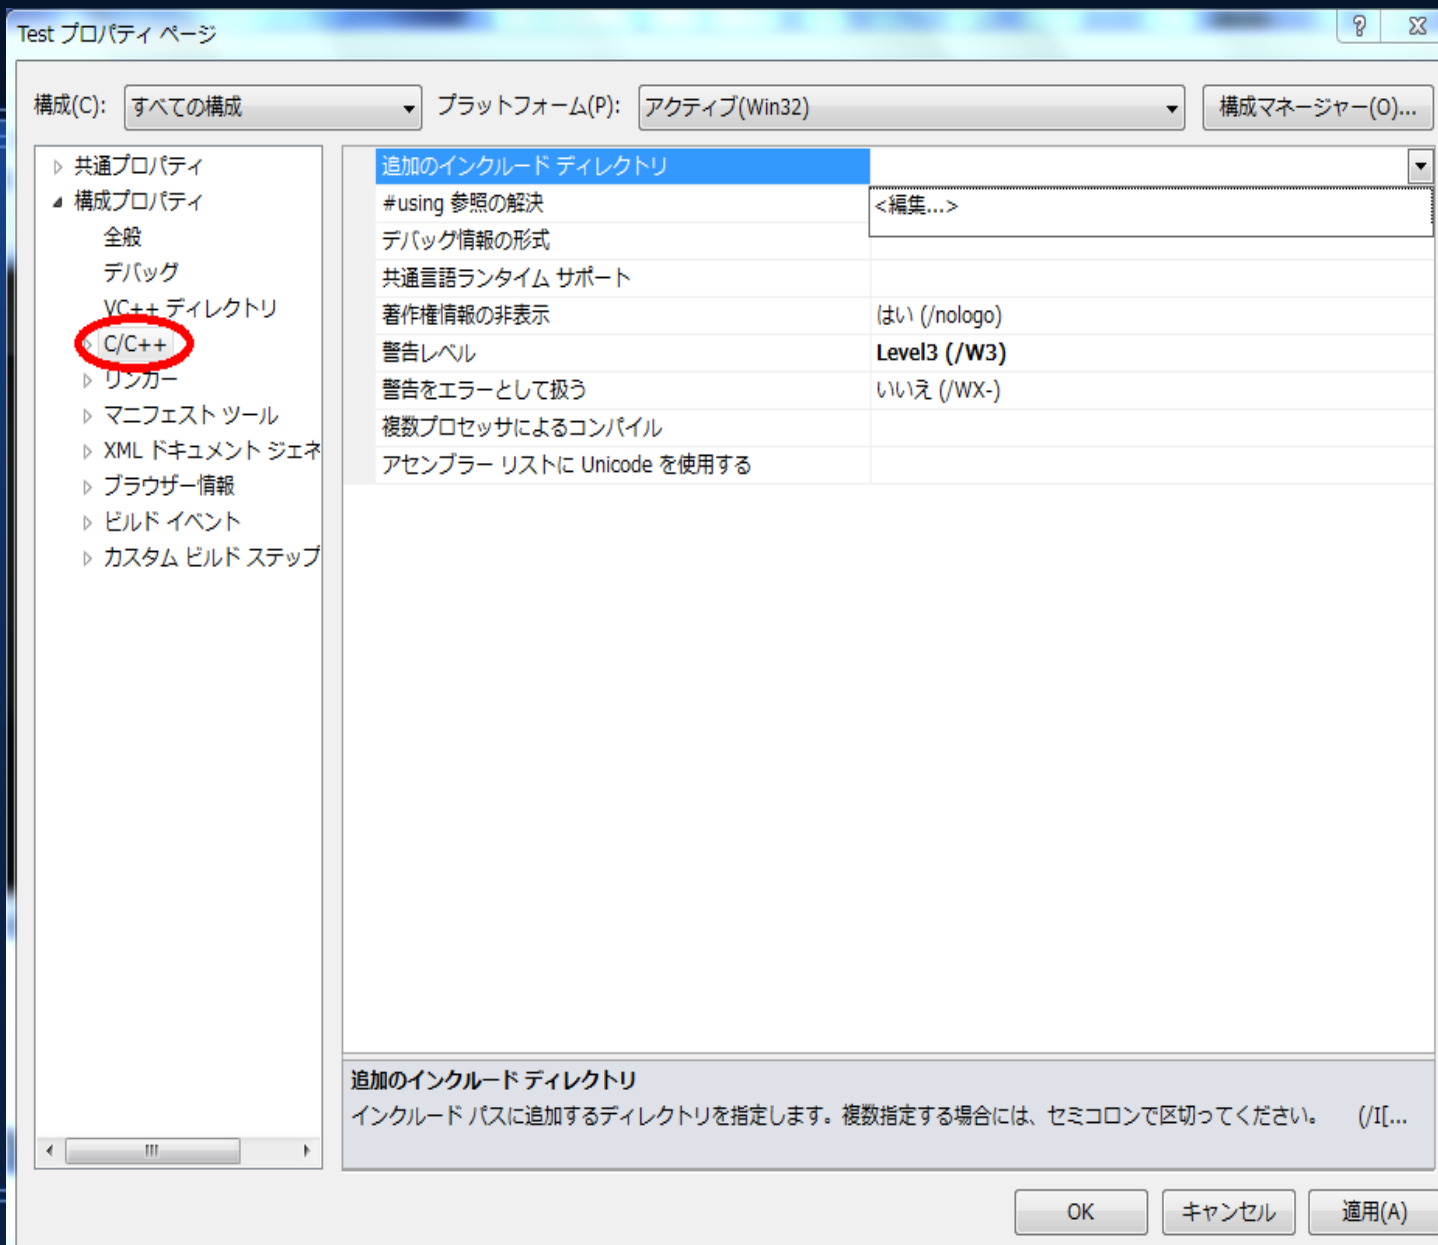 Test プロパティ ページ
構成(C): すべての構成 プラットフォーム(P): アクティブ(Win32) 構成マネージャー(O)...
共通プロパティ
構成プロパティ
全般
デバッグ
VC++ ディレクトリ
C/C++
リンカー
マニフェスト ツール
XML ドキュメント ジェネ
ブラウザー情報
ビルド イベント
カスタム ビルド ステップ
追加のインクルード ディレクトリ
#using 参照の解決 <編集...>
デバッグ情報の形式
共通言語ランタイム サポート
著作権情報の非表示 はい (/nologo)
警告レベル Level3 (/W3)
警告をエラーとして扱う いいえ (/WX-)
複数プロセッサによるコンパイル
アセンブラー リストに Unicode を使用する
追加のインクルード ディレクトリ
インクルード パスに追加するディレクトリを指定します。複数指定する場合には、セミコロンで区切ってください。 (/I[...
OK キャンセル 適用(A)